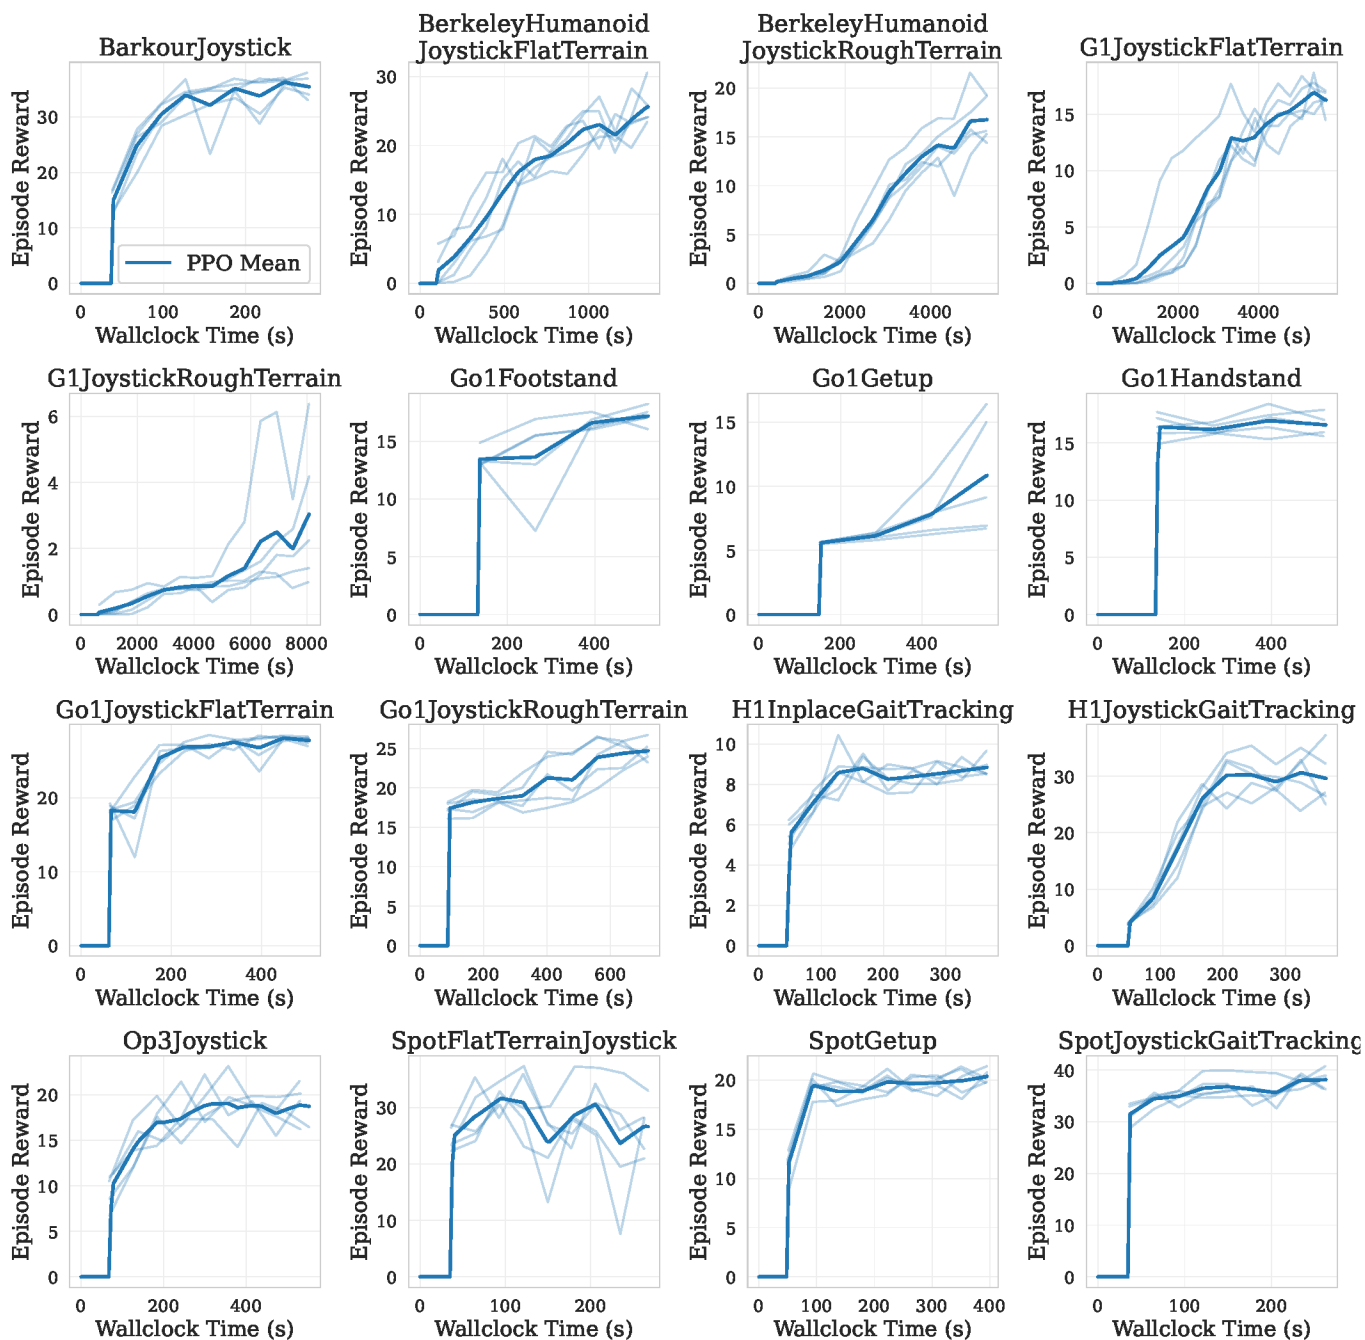 BarkourJoystick
Episode Reward
30
20
10
0
PPO Mean
0 100 200
Wallclock Time (s)
BerkeleyHumanoid
JoystickFlatTerrain
Episode Reward
30
20
10
0
0 500 1000
Wallclock Time (s)
BerkeleyHumanoid
JoystickRoughTerrain
Episode Reward
20
15
10
5
0
0 2000 4000
Wallclock Time (s)
G1JoystickFlatTerrain
Episode Reward
15
10
5
0
0 2000 4000
Wallclock Time (s)
G1JoystickRoughTerrain
Episode Reward
6
4
2
0
0 2000 4000 6000 8000
Wallclock Time (s)
Go1Footstand
Episode Reward
15
10
5
0
0 200 400
Wallclock Time (s)
Go1Getup
Episode Reward
15
10
5
0
0 200 400
Wallclock Time (s)
Go1Handstand
Episode Reward
15
10
5
0
0 200 400
Wallclock Time (s)
Go1JoystickFlatTerrain
Episode Reward
20
10
0
0 200 400
Wallclock Time (s)
Go1JoystickRoughTerrain
Episode Reward
25
20
15
10
5
0
0 200 400 600
Wallclock Time (s)
H1InplaceGaitTracking
Episode Reward
10
8
6
4
2
0
0 100 200 300
Wallclock Time (s)
H1JoystickGaitTracking
Episode Reward
30
20
10
0
0 100 200 300
Wallclock Time (s)
Op3Joystick
Episode Reward
20
15
10
5
0
0 200 400
Wallclock Time (s)
SpotFlatTerrainJoystick
Episode Reward
30
20
10
0
0 100 200
Wallclock Time (s)
SpotGetup
Episode Reward
20
15
10
5
0
0 100 200 300 400
Wallclock Time (s)
SpotJoystickGaitTracking
Episode Reward
40
30
20
10
0
0 100 200
Wallclock Time (s)